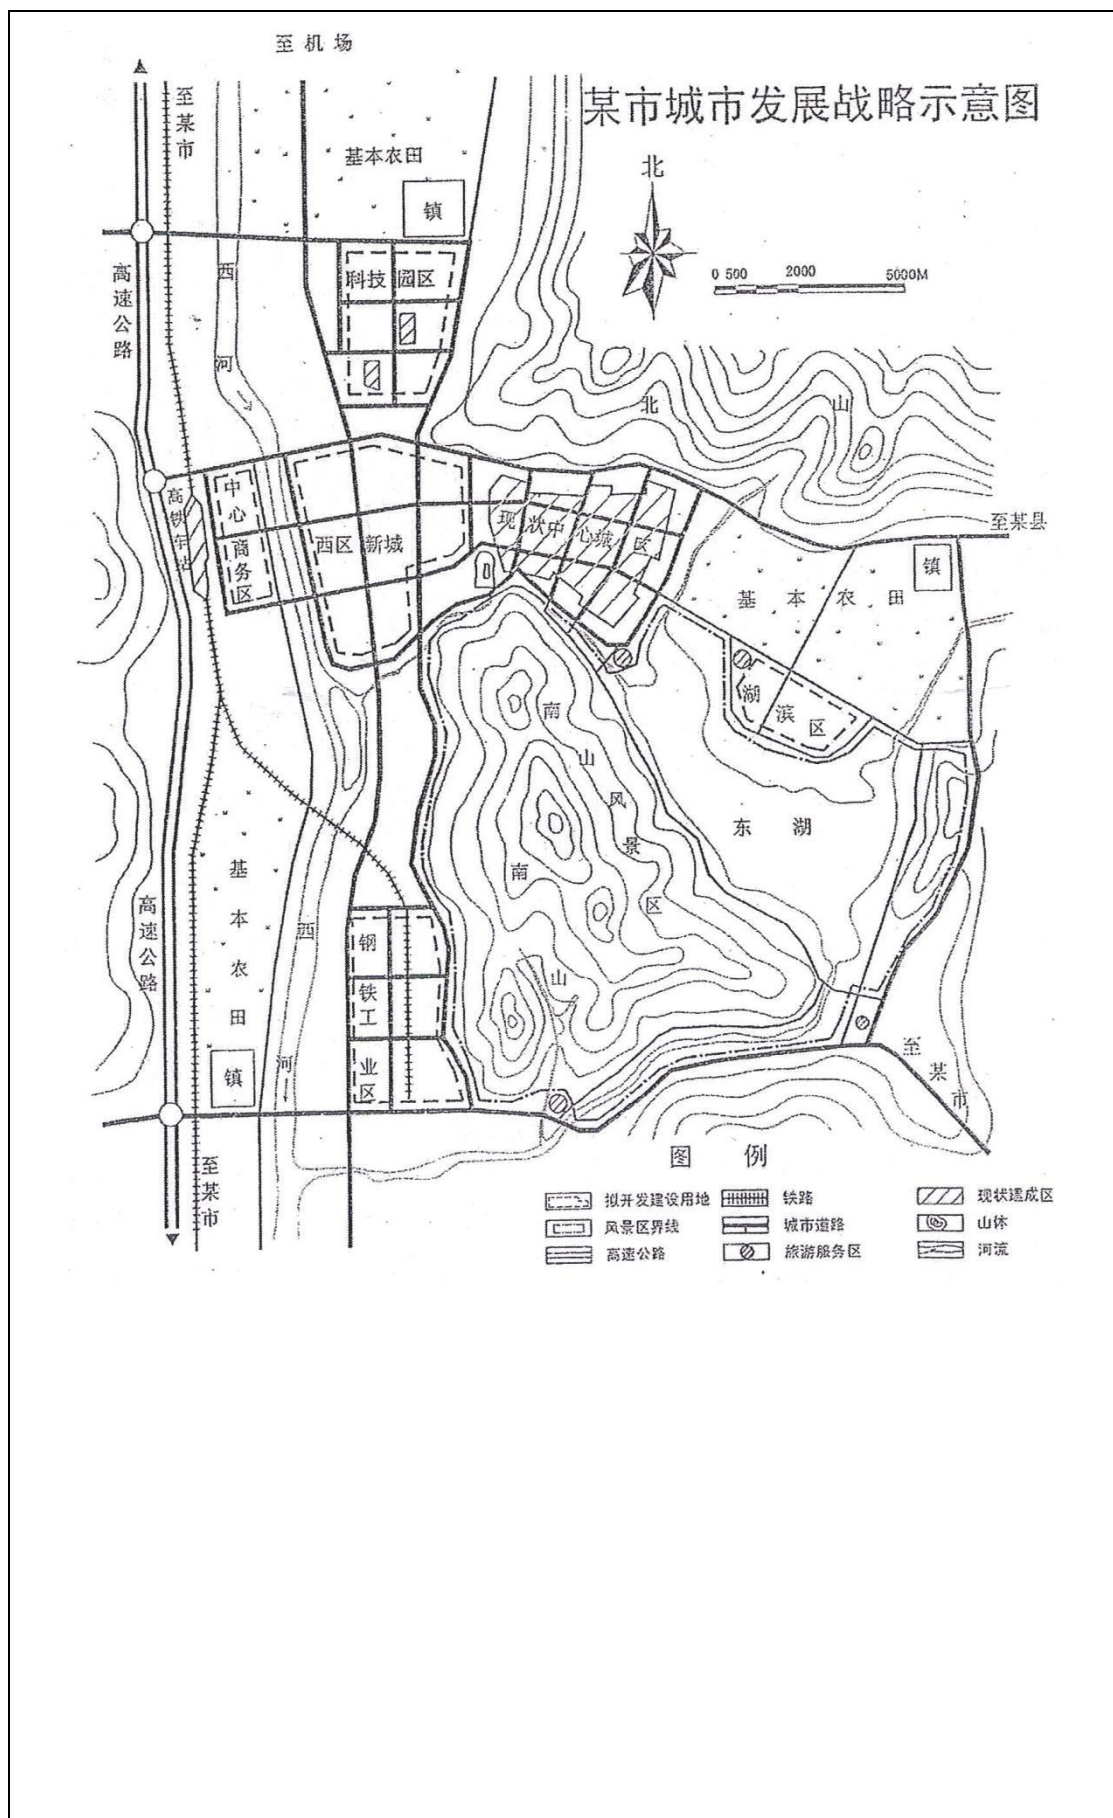 至机场
某市城市发展战略示意图
至某市
基本农田
镇
北
0 500 2000 5000M
高速公路
西河
科技园区
北山
高铁车站
中心商务区
西区新城
现状中心城区
至某县
镇
基本农田
湖滨区
南山风景区
东湖
南山
基本农田
高速公路
西河
钢铁工业区
镇
至某市
至某市
图例
拟开发建设用地
铁路
现状建成区
风景区界线
城市道路
山体
高速公路
旅游服务区
河流